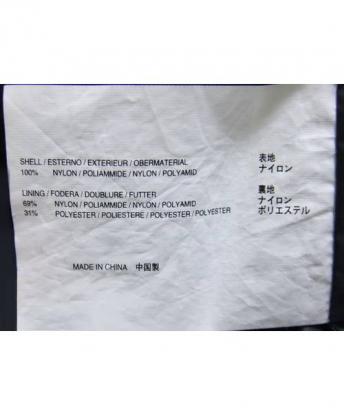 SHELL / ESTERNO / EXTERIEUR / OBERMATERIAL 表地
100% NYLON / POLIAMMIDE / NYLON / POLYAMID ナイロン
LINING / FODERA / DOUBLURE / FUTTER 裏地
69% NYLON / POLIAMMIDE / NYLON / POLYAMID ナイロン
31% POLYESTER / POLIESTERE / POLYESTER / POLYESTER ポリエステル
MADE IN CHINA 中国製